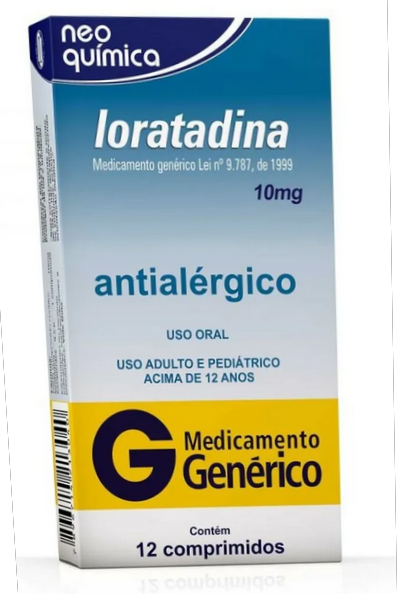 neo
química
loratadina
Medicamento genérico Lei nº 9.787, de 1999
10mg
antialérgico
USO ORAL
USO ADULTO E PEDIÁTRICO
ACIMA DE 12 ANOS
G Medicamento
Genérico
Contém
12 comprimidos